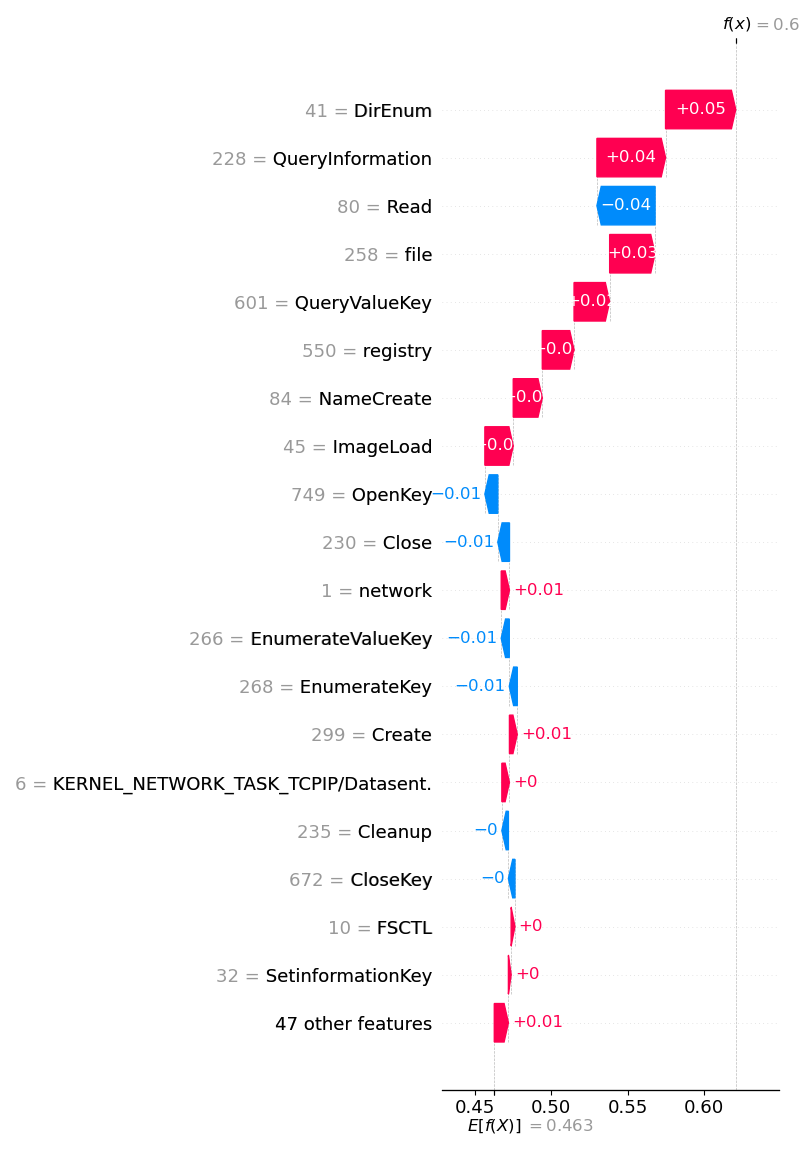 f(x) = 0.6
41 = DirEnum
+0.05
228 = QueryInformation
+0.04
80 = Read
−0.04
258 = file
+0.03
601 = QueryValueKey
+0.02
550 = registry
84 = NameCreate
45 = ImageLoad
749 = OpenKey
−0.01
230 = Close
−0.01
1 = network
+0.01
266 = EnumerateValueKey
−0.01
268 = EnumerateKey
−0.01
299 = Create
+0.01
6 = KERNEL_NETWORK_TASK_TCPIP/Datasent.
+0
235 = Cleanup
−0
672 = CloseKey
−0
10 = FSCTL
+0
32 = SetinformationKey
+0
47 other features
+0.01
0.45 0.50 0.55 0.60
E[f(X)] = 0.463